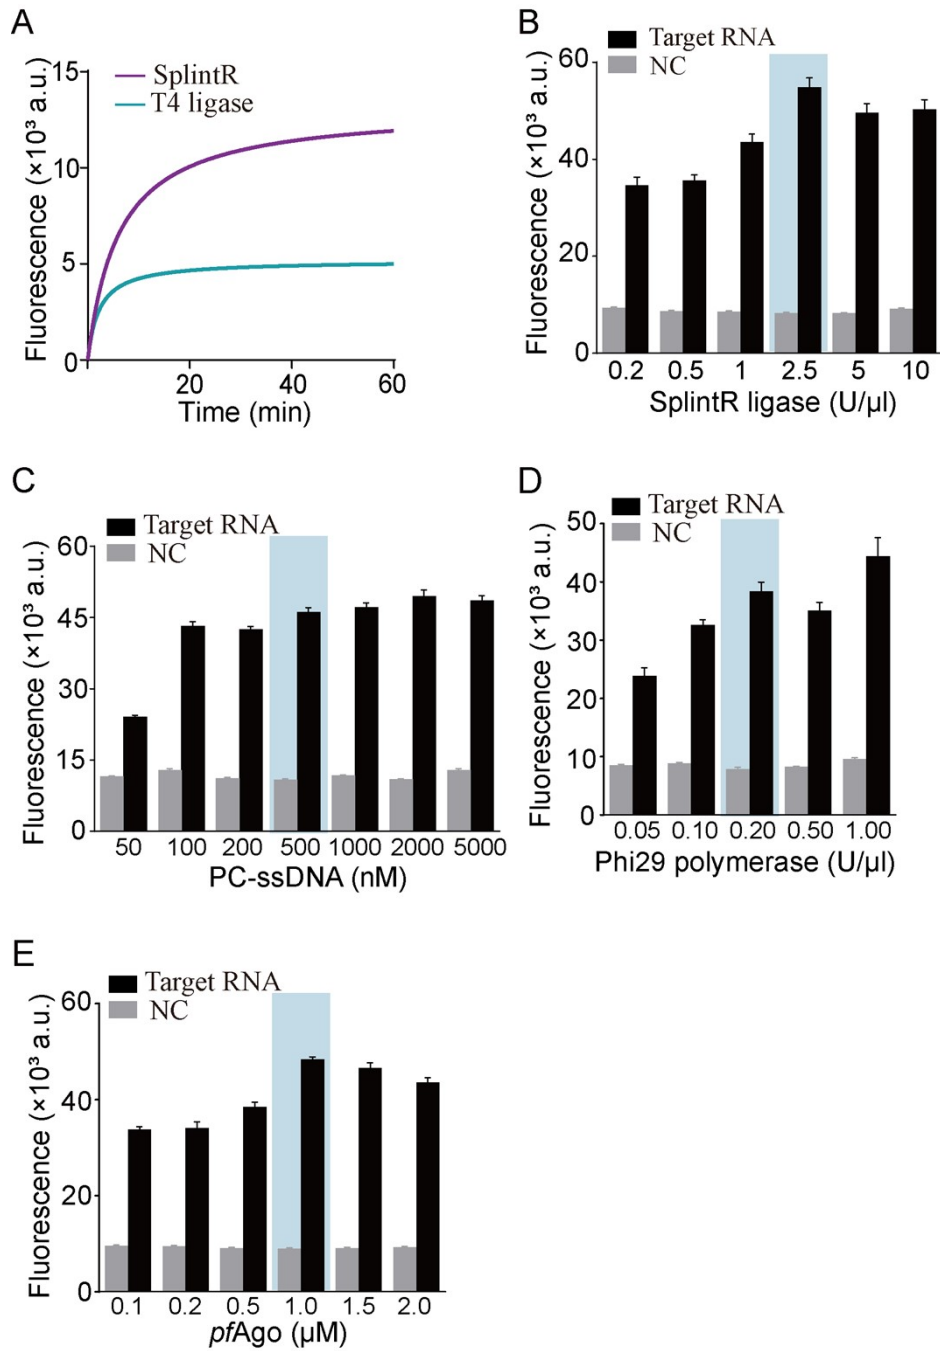 A
Fluorescence (×10³ a.u.)
15
10
5
0
SplintR
T4 ligase
20 40 60
Time (min)
B
Fluorescence (×10³ a.u.)
60
40
20
0
Target RNA
NC
0.2 0.5 1 2.5 5 10
SplintR ligase (U/µl)
C
Fluorescence (×10³ a.u.)
60
45
30
15
0
Target RNA
NC
50 100 200 500 1000 2000 5000
PC-ssDNA (nM)
D
Fluorescence (×10³ a.u.)
50
40
30
20
10
0
Target RNA
NC
0.05 0.10 0.20 0.50 1.00
Phi29 polymerase (U/µl)
E
Fluorescence (×10³ a.u.)
60
40
20
0
Target RNA
NC
0.1 0.2 0.5 1.0 1.5 2.0
pfAgo (µM)